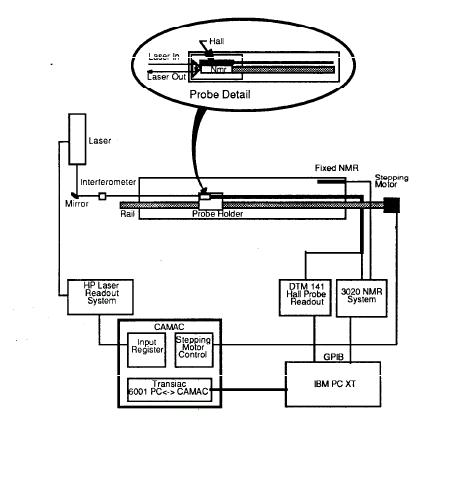 Hall
Laser In
Nmr
Laser Out
Probe Detail
Laser
Fixed NMR
Stepping
Motor
Interferometer
Mirror
Rail
Probe Holder
HP Laser
Readout
System
DTM 141
Hall Probe
Readout
3020 NMR
System
CAMAC
Input
Register
Stepping
Motor
Control
GPIB
Transiac
6001 PC<-> CAMAC
IBM PC XT